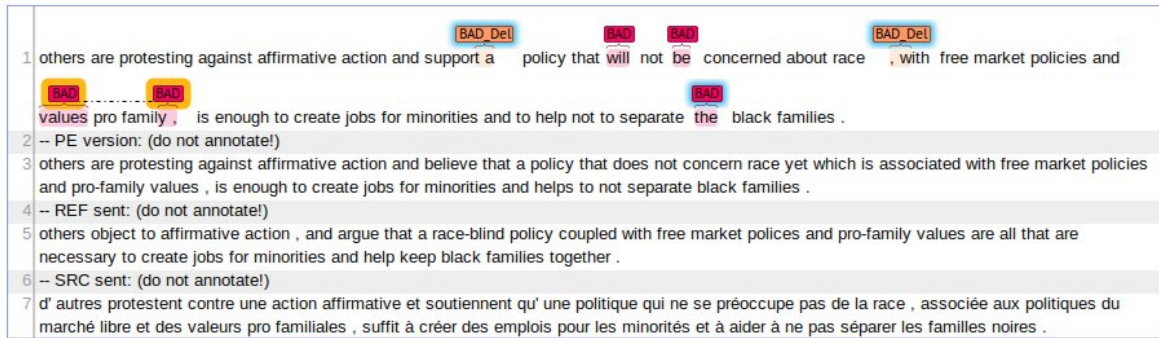 BAD_Del BAD BAD BAD_Del
1 others are protesting against affirmative action and support a policy that will not be concerned about race , with free market policies and
BAD BAD BAD
values pro family , is enough to create jobs for minorities and to help not to separate the black families .
2 -- PE version: (do not annotate!)
3 others are protesting against affirmative action and believe that a policy that does not concern race yet which is associated with free market policies
and pro-family values , is enough to create jobs for minorities and helps to not separate black families .
4 -- REF sent: (do not annotate!)
5 others object to affirmative action , and argue that a race-blind policy coupled with free market polices and pro-family values are all that are
necessary to create jobs for minorities and help keep black families together .
6 -- SRC sent: (do not annotate!)
7 d' autres protestent contre une action affirmative et soutiennent qu' une politique qui ne se préoccupe pas de la race , associée aux politiques du
marché libre et des valeurs pro familiales , suffit à créer des emplois pour les minorités et à aider à ne pas séparer les familles noires .